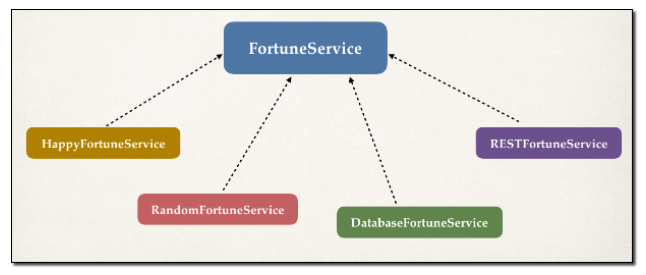 FortuneService
HappyFortuneService
RESTFortuneService
RandomFortuneService
DatabaseFortuneService